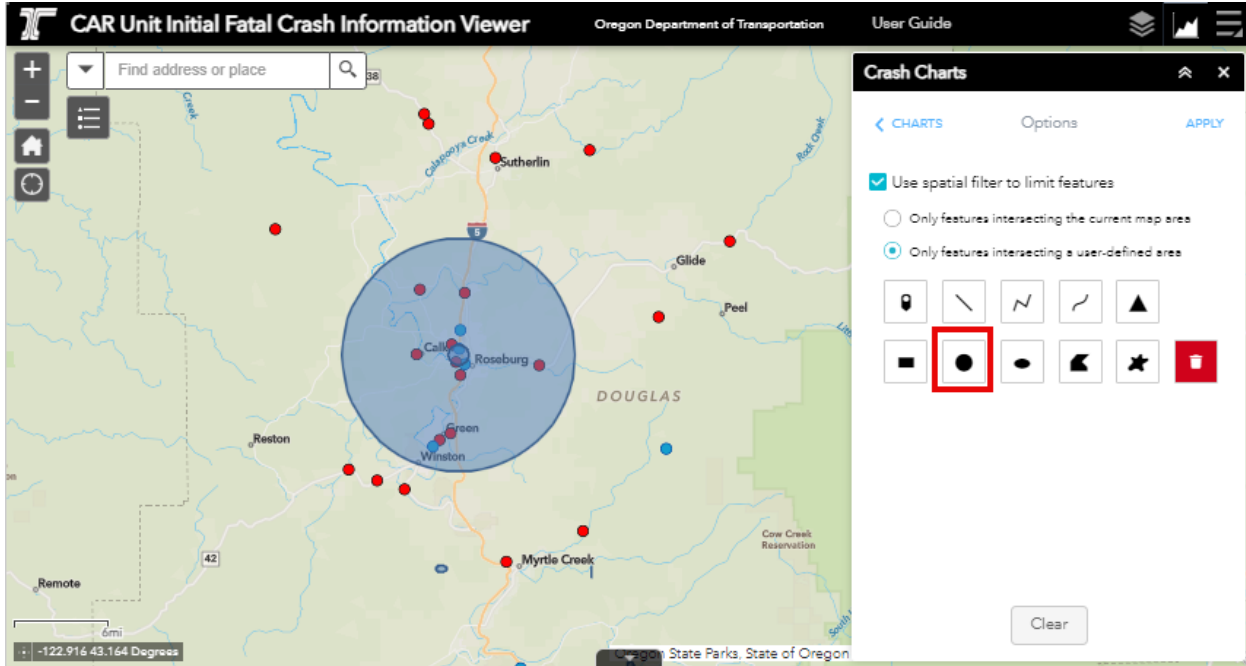 CAR Unit Initial Fatal Crash Information Viewer
Oregon Department of Transportation
User Guide
Find address or place
38
Creek
Calapooya Creek
Rock Creek
Sutherlin
5
Glide
Peel
Roseburg
DOUGLAS
Green
Winston
Reston
Cow Creek
Reservation
42
Myrtle Creek
Remote
6mi
-122.916 43.164 Degrees
Oregon State Parks, State of Oregon
Crash Charts
CHARTS
Options
APPLY
Use spatial filter to limit features
Only features intersecting the current map area
Only features intersecting a user-defined area
Clear